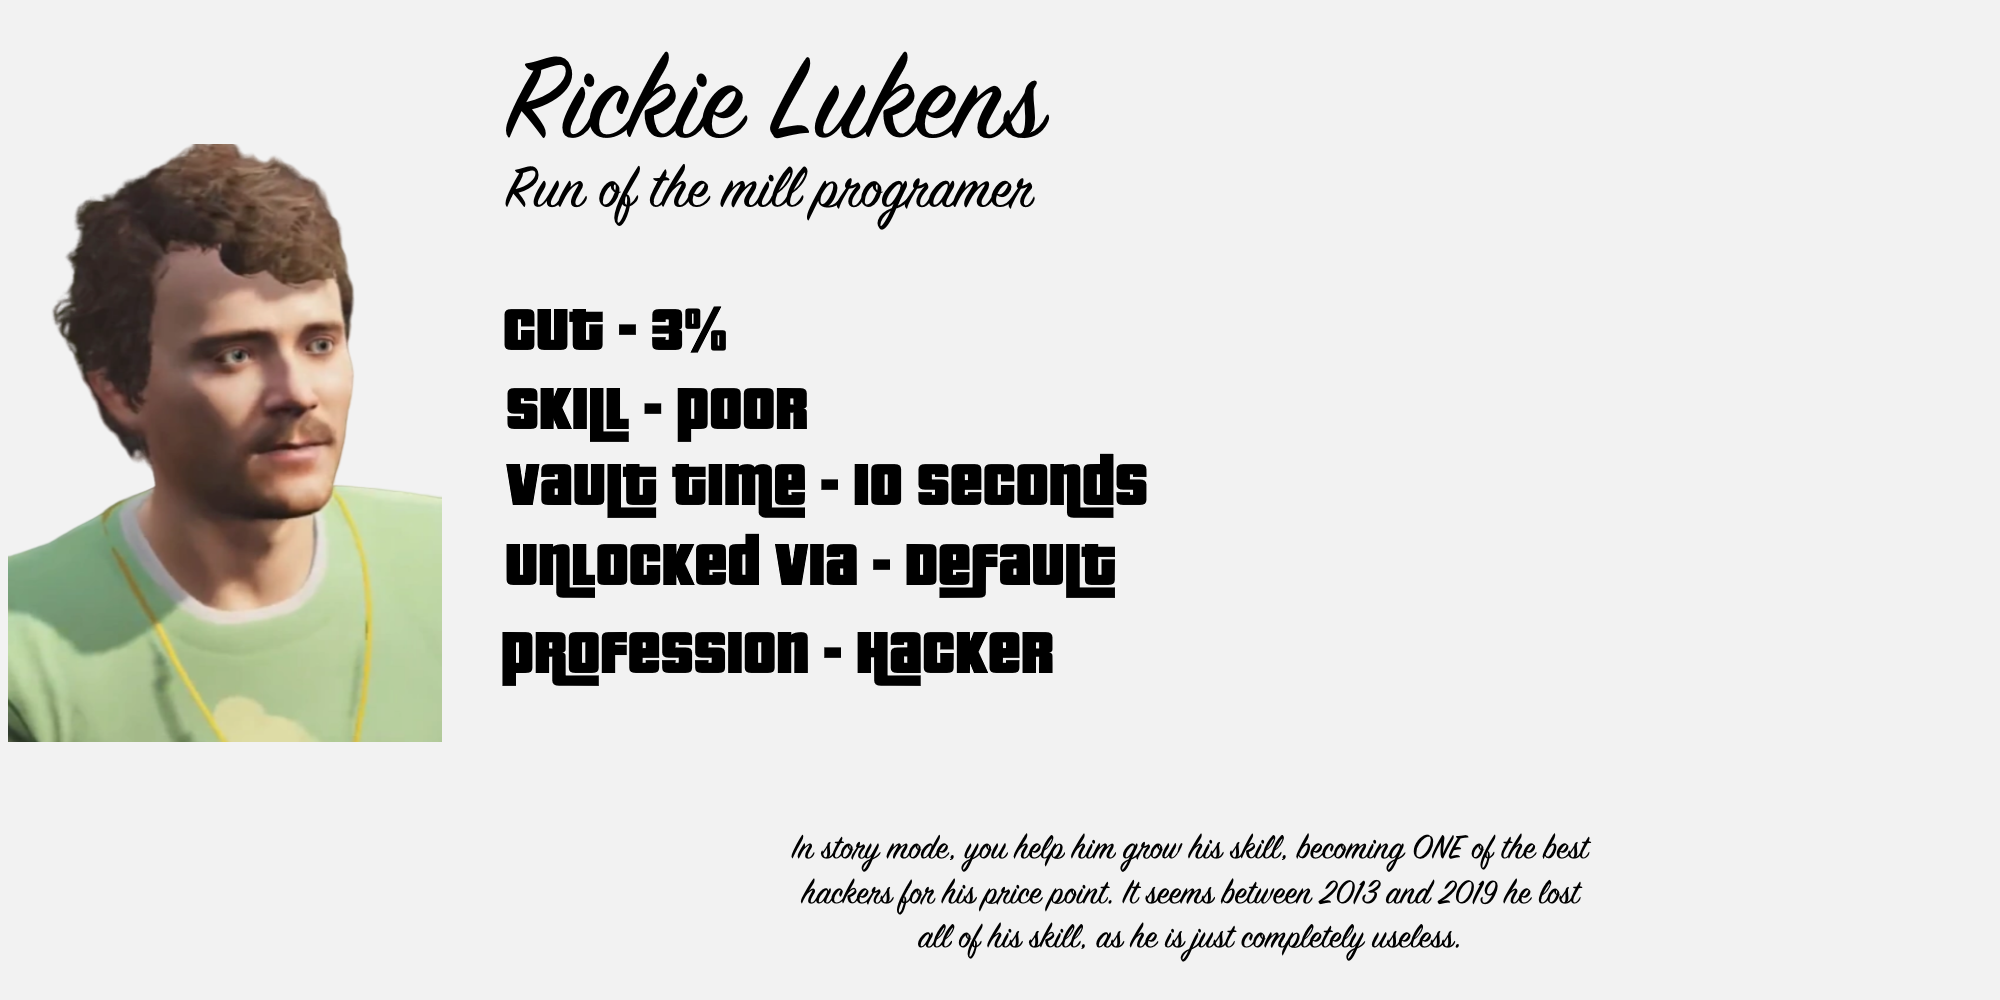 Rickie Lukens
Run of the mill programer
Cut - 3%
Skill - Poor
Vault time - 10 seconds
Unlocked via - Default
Profession - Hacker
In story mode, you help him grow his skill, becoming ONE of the best
hackers for his price point. It seems between 2013 and 2019 he lost
all of his skill, as he is just completely useless.